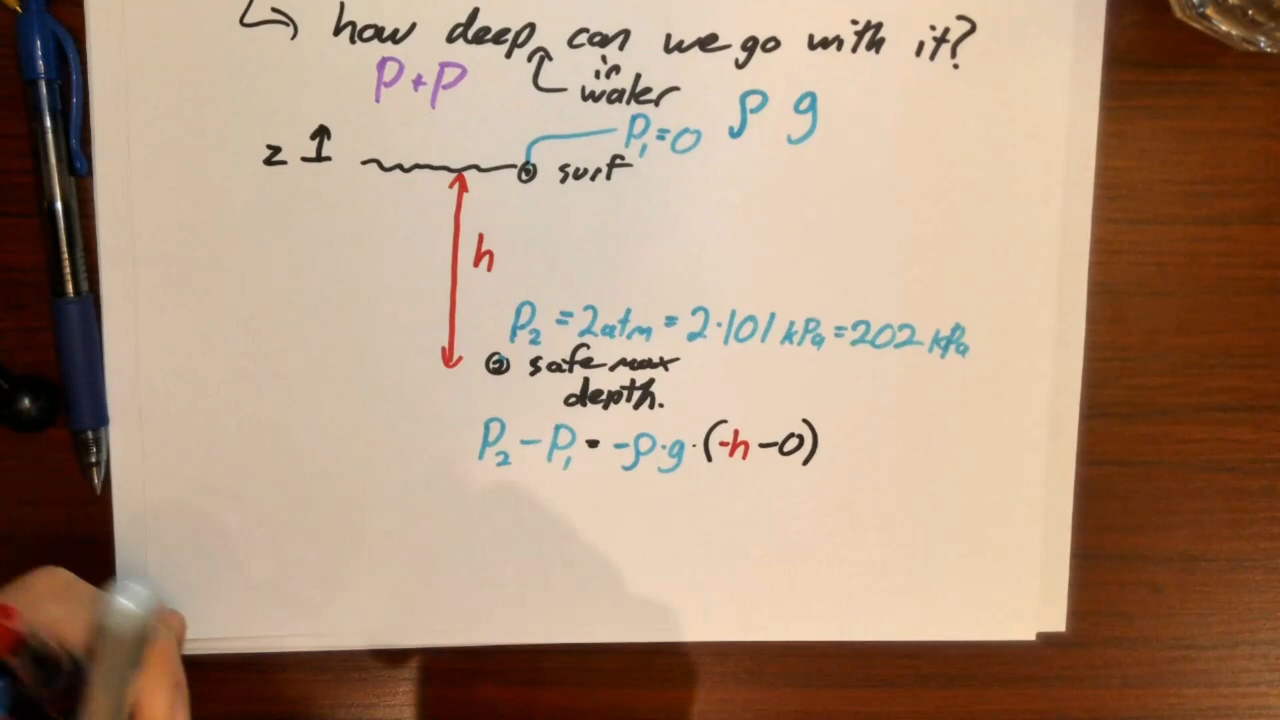 ↳ how deep can we go with it?
in
water
P+P
ρ g
P₁=0
z ↑
surf
h
P₂ = 2atm = 2·101 kPa = 202 kPa
② safe max
depth.
P₂ - P₁ = -ρ·g·(-h-0)